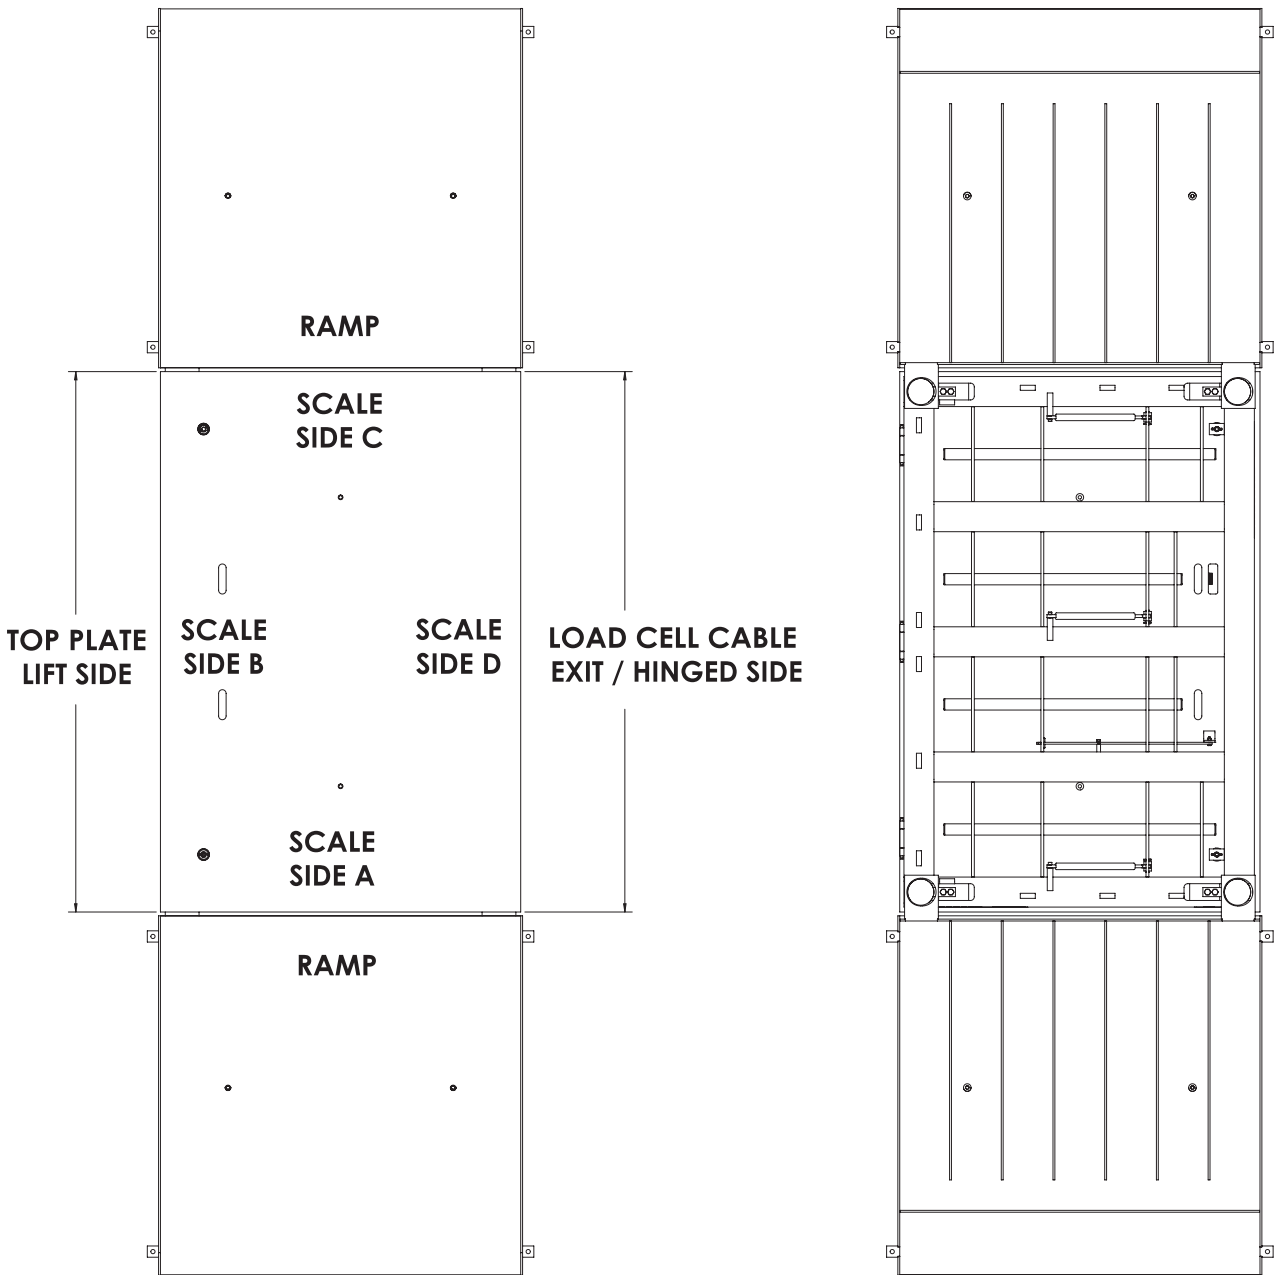 RAMP
SCALE
SIDE C
TOP PLATE
LIFT SIDE
SCALE
SIDE B
SCALE
SIDE D
LOAD CELL CABLE
EXIT / HINGED SIDE
SCALE
SIDE A
RAMP